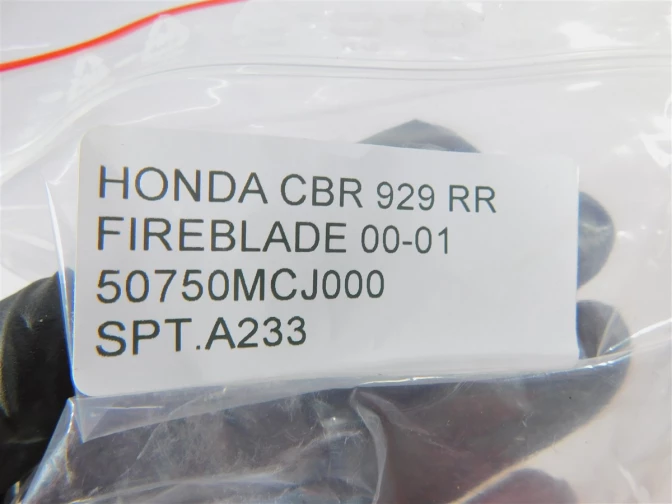 HONDA CBR 929 RR
FIREBLADE 00-01
50750MCJ000
SPT.A233